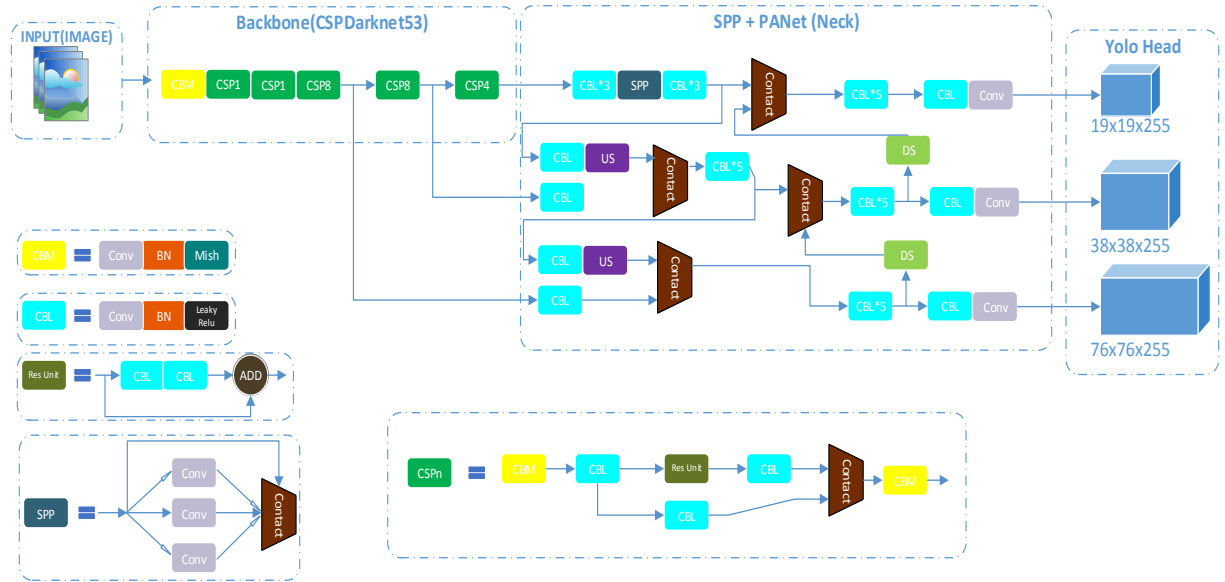 Backbone(CSPDarknet53)
SPP + PANet (Neck)
INPUT(IMAGE)
Yolo Head
CBM
CSP1
CSP1
CSP8
CSP8
CSP4
CBL*3
SPP
CBL*3
Contact
CBL*5
CBL
Conv
19x19x255
CBL
US
Contact
CBL*5
CBL
Contact
CBL*5
DS
CBL
Conv
38x38x255
CBL
US
Contact
CBL
CBL*5
DS
CBL
Conv
76x76x255
CBM
Conv
BN
Mish
CBL
Conv
BN
Leaky
Relu
Res Unit
CBL
CBL
ADD
SPP
Conv
Conv
Conv
Contact
CSPn
CBM
CBL
Res Unit
CBL
CBL
Contact
CBM